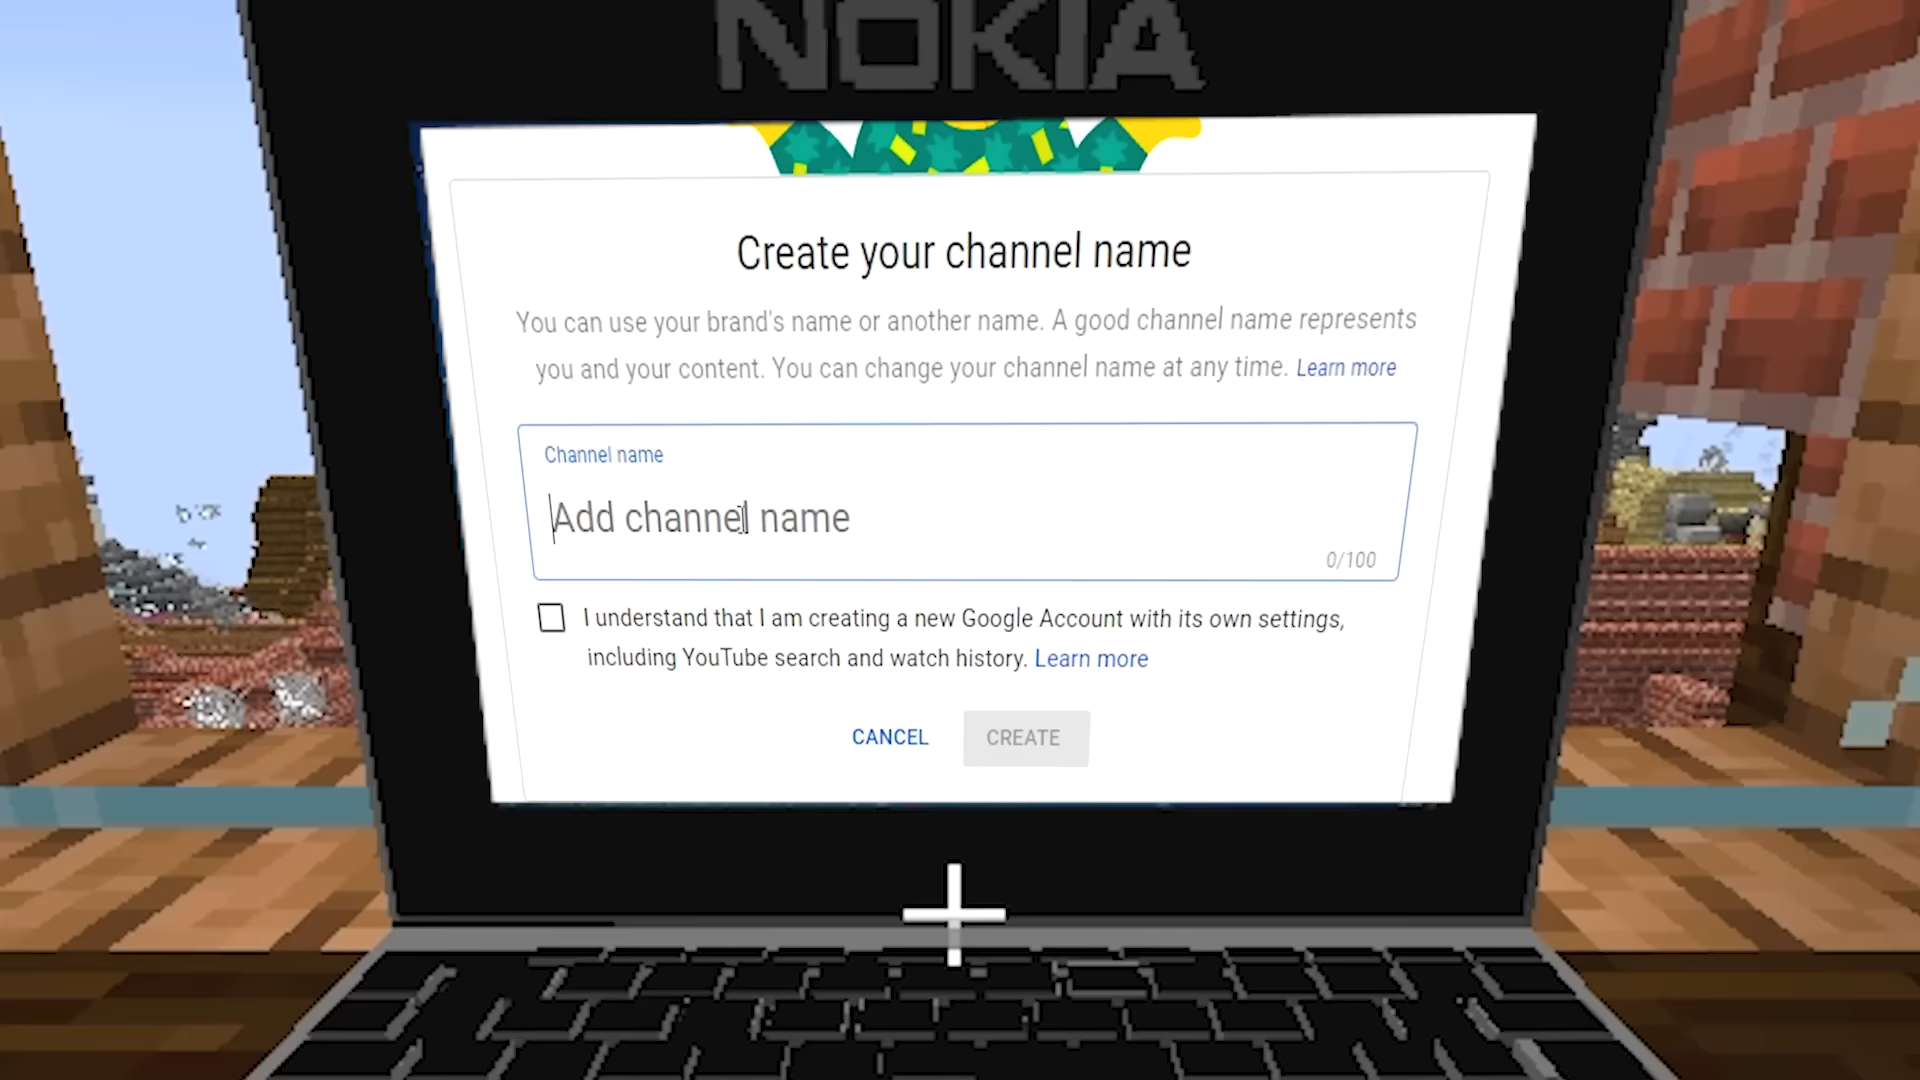 NOKIA
Create your channel name
You can use your brand's name or another name. A good channel name represents
you and your content. You can change your channel name at any time. Learn more
Channel name
Add channel name
0/100
I understand that I am creating a new Google Account with its own settings,
including YouTube search and watch history. Learn more
CANCEL CREATE